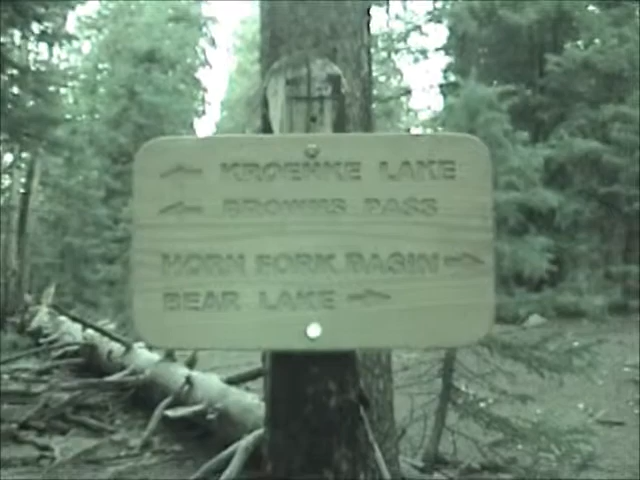 ← KROENKE LAKE
← BROWNS PASS
HORN FORK BASIN →
BEAR LAKE →